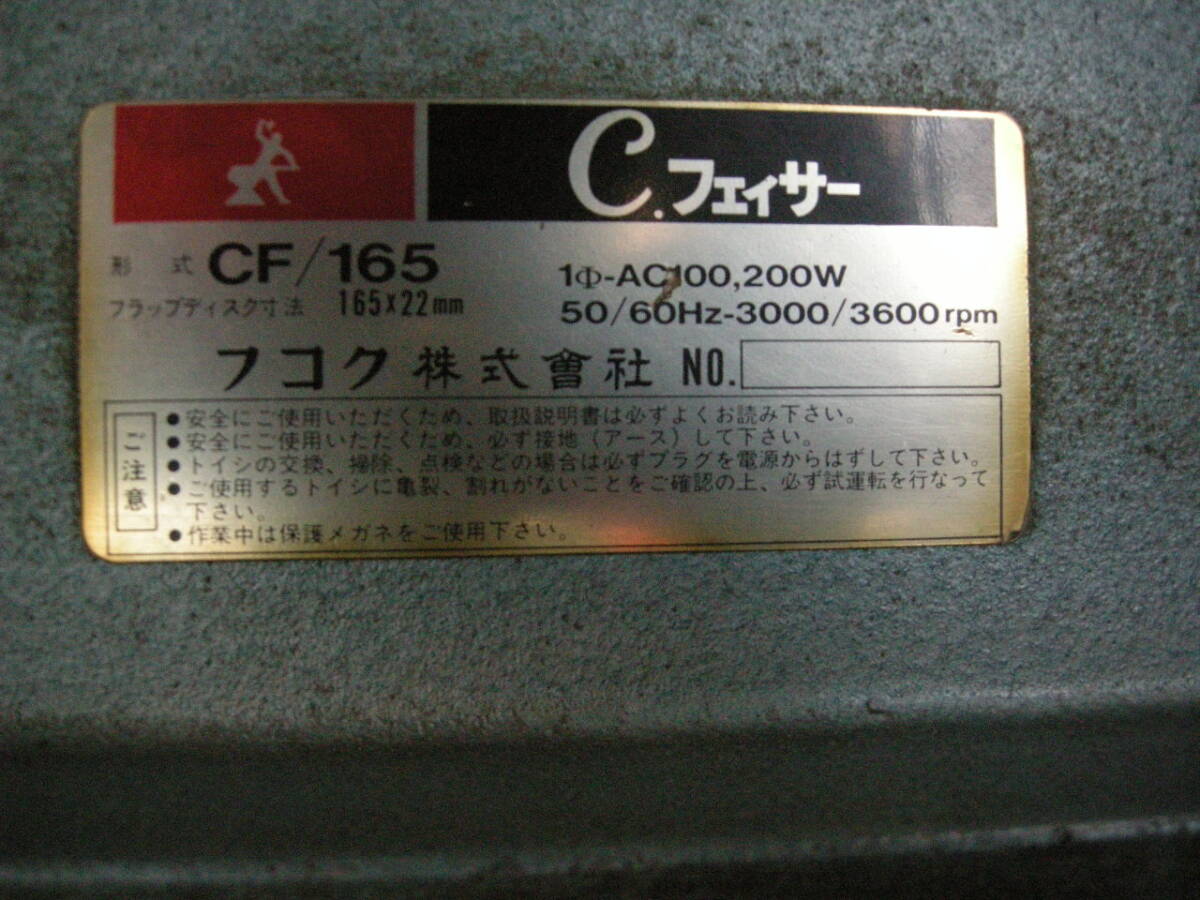 C.フェイサー
形式 CF/165
1Φ-AC100,200W
フラップディスク寸法 165×22mm
50/60Hz-3000/3600rpm
フコク株式會社 NO.
ご注意
●安全にご使用いただくため、取扱説明書は必ずよくお読み下さい。
●安全にご使用いただくため、必ず接地(アース)して下さい。
●トイシの交換、掃除、点検などの場合は必ずプラグを電源からはずして下さい。
●ご使用するトイシに亀裂、割れがないことをご確認の上、必ず試運転を行なって
下さい。
●作業中は保護メガネをご使用下さい。